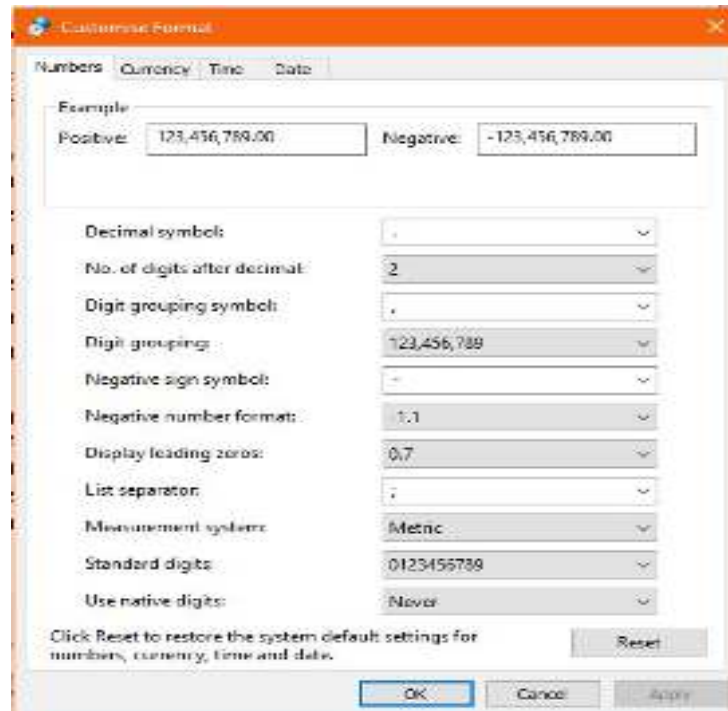 Customise Format
Numbers Currency Time Date
Example
Positive: 123,456,789.00 Negative: -123,456,789.00
Decimal symbol: .
No. of digits after decimal: 2
Digit grouping symbol: ,
Digit grouping: 123,456,789
Negative sign symbol: -
Negative number format: -1.1
Display leading zeros: 0.7
List separator:
Measurement system: Metric
Standard digits: 0123456789
Use native digits: Never
Click Reset to restore the system default settings for
numbers, currency, time and date.
Reset
OK Cancel Apply